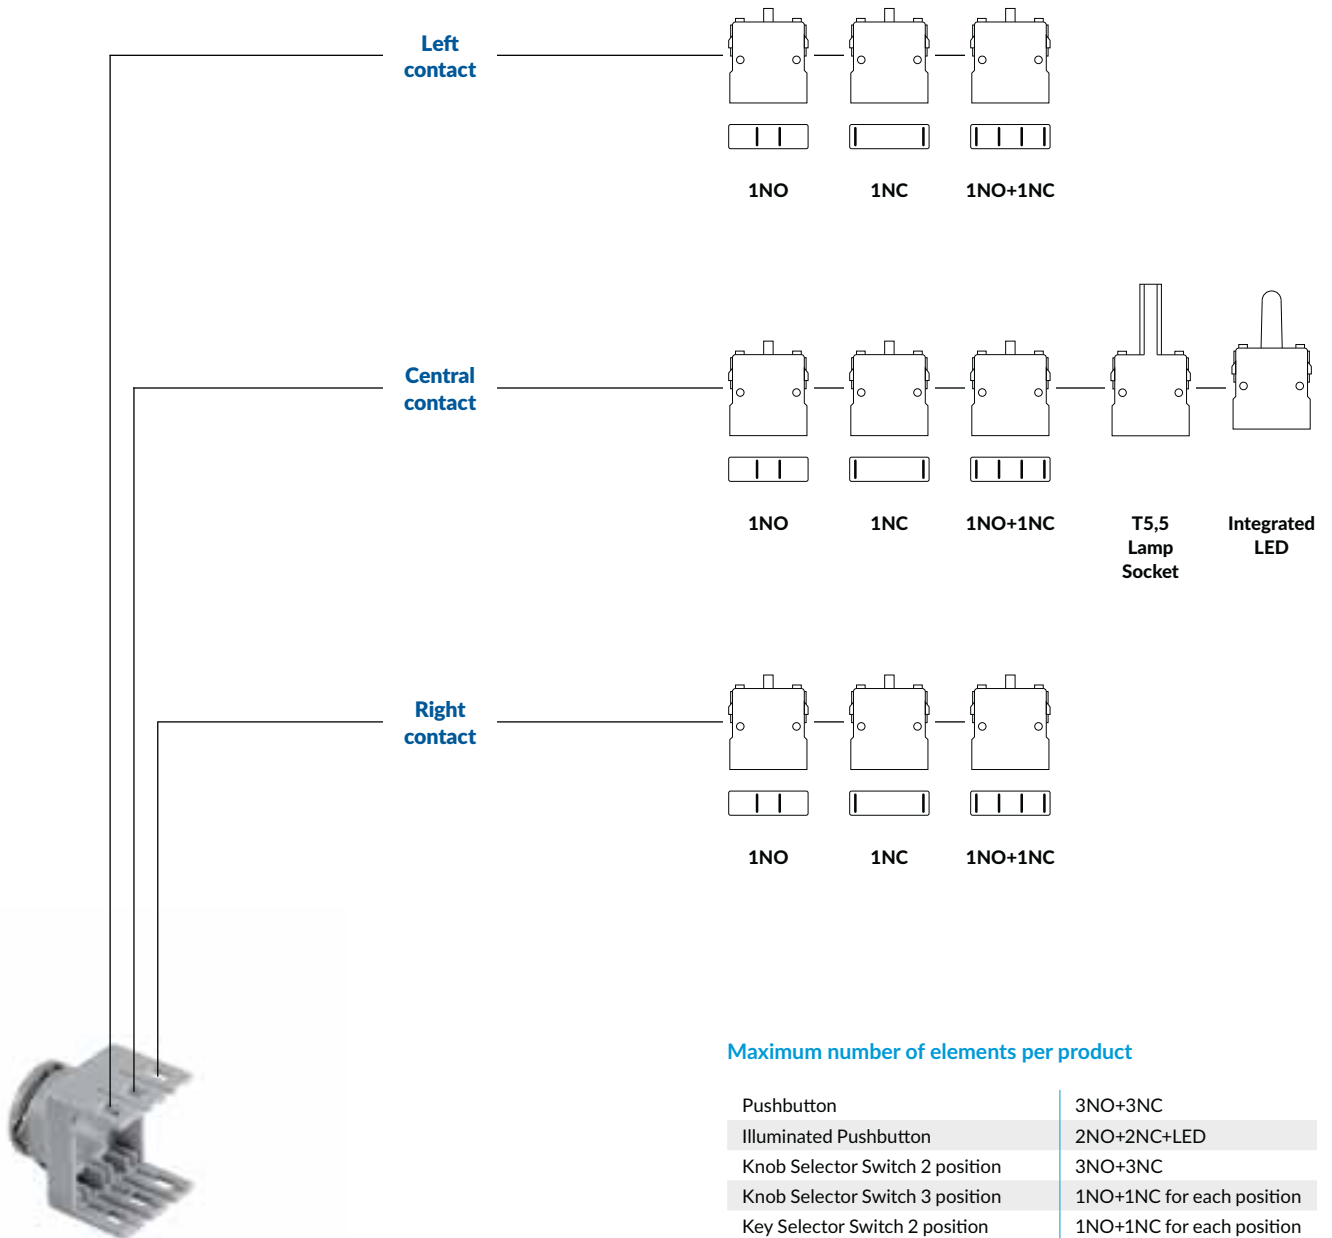 Left
contact
1NO 1NC 1NO+1NC
Central
contact
1NO 1NC 1NO+1NC T5,5
Lamp
Socket
Integrated
LED
Right
contact
1NO 1NC 1NO+1NC
Maximum number of elements per product
Pushbutton 3NO+3NC
Illuminated Pushbutton 2NO+2NC+LED
Knob Selector Switch 2 position 3NO+3NC
Knob Selector Switch 3 position 1NO+1NC for each position
Key Selector Switch 2 position 1NO+1NC for each position